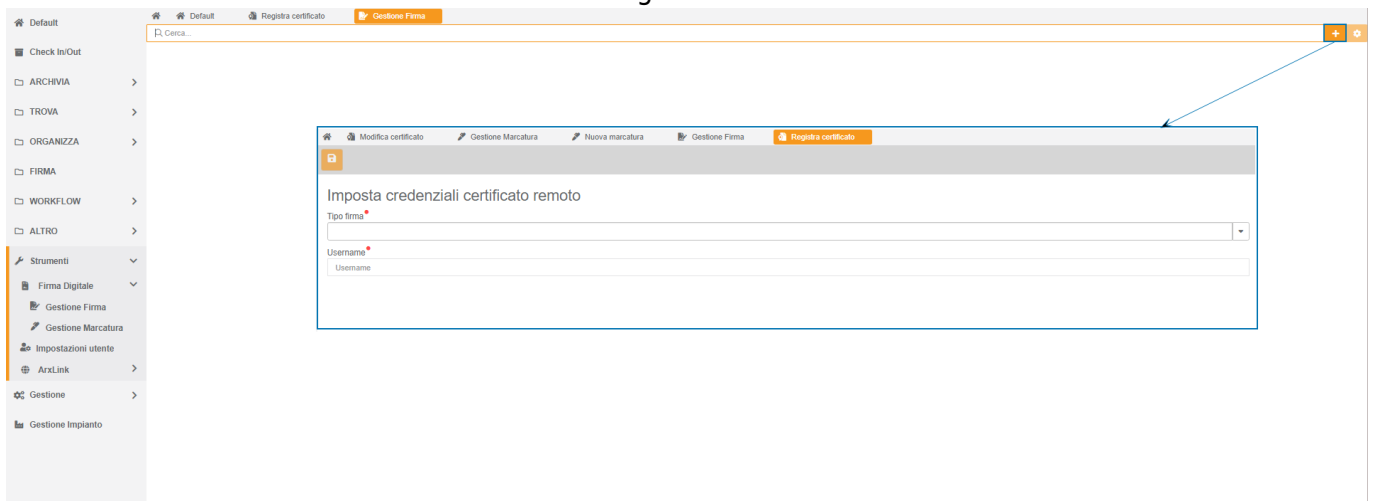 Default
Check In/Out
ARCHIVIA
TROVA
ORGANIZZA
FIRMA
WORKFLOW
ALTRO
Strumenti
Firma Digitale
Gestione Firma
Gestione Marcatura
Impostazioni utente
ArxLink
Gestione
Gestione Impianto
Default Registra certificato Gestione Firma
Cerca...
Modifica certificato Gestione Marcatura Nuova marcatura Gestione Firma Registra certificato
Imposta credenziali certificato remoto
Tipo firma
Username
Username